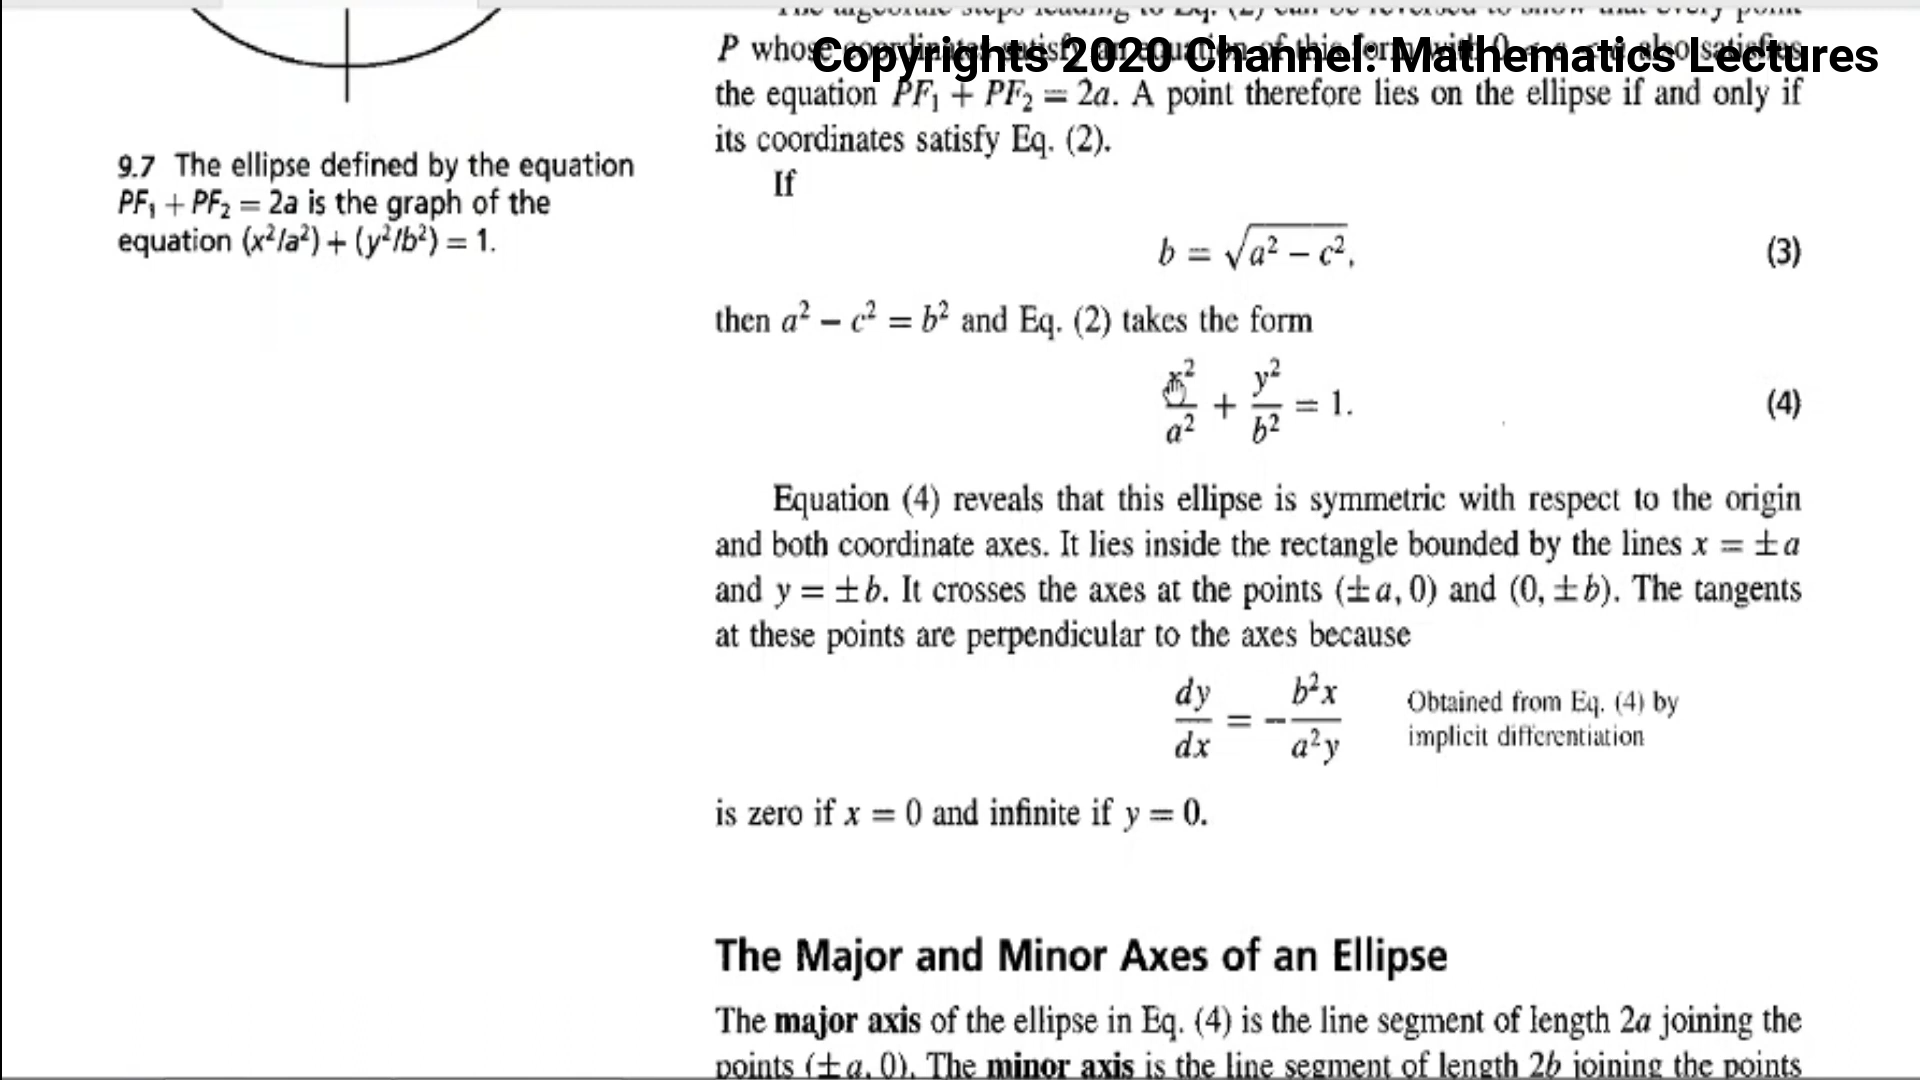 Copyrights 2020 Channel: Mathematics Lectures
P whose
the equation PF₁ + PF₂ = 2a. A point therefore lies on the ellipse if and only if
its coordinates satisfy Eq. (2).
If
b = √(a² − c²), (3)
then a² − c² = b² and Eq. (2) takes the form
x²/a² + y²/b² = 1. (4)
Equation (4) reveals that this ellipse is symmetric with respect to the origin
and both coordinate axes. It lies inside the rectangle bounded by the lines x = ±a
and y = ±b. It crosses the axes at the points (±a, 0) and (0, ±b). The tangents
at these points are perpendicular to the axes because
dy/dx = −b²x/a²y
Obtained from Eq. (4) by
implicit differentiation
is zero if x = 0 and infinite if y = 0.
The Major and Minor Axes of an Ellipse
The major axis of the ellipse in Eq. (4) is the line segment of length 2a joining the
points (±a, 0). The minor axis is the line segment of length 2b joining the points
9.7 The ellipse defined by the equation
PF₁ + PF₂ = 2a is the graph of the
equation (x²/a²) + (y²/b²) = 1.